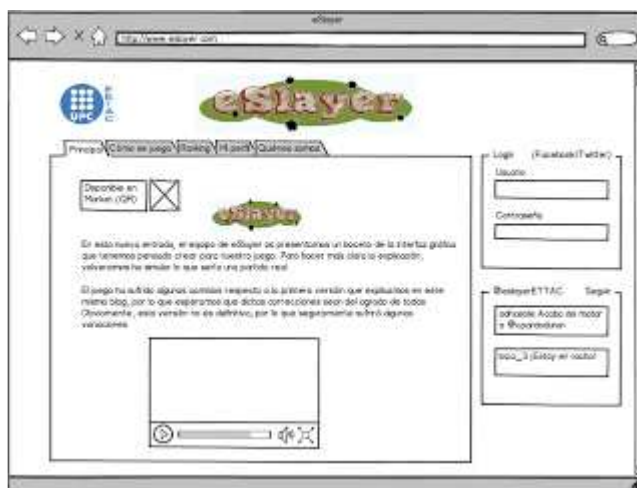 eSlayer
http://www.eslayer.com
UPC
eSlayer
Principal Cómo se juega Ranking Mi perfil Quiénes somos
Login (Facebook/Twitter)
Usuario
Contraseña
Disponible en
Market (QR)
eSlayer
En esta nueva entrada, el equipo de eSlayer os presentamos un boceto de la interfaz gráfica
que tenemos pensado crear para nuestro juego. Para hacer más clara la explicación,
volveremos ha simular lo que sería una partida real
El juego ha sufrido algunos cambios respecto a la primera versión que explicamos en este
mismo blog, por lo que esperamos que dichas correcciones sean del agrado de todos
Obviamente, esta versión no es definitiva, por lo que seguramente sufrirá algunas
variaciones
@eslayerETTAC Seguir
Acabo de matar
a
¡Estoy en racha!